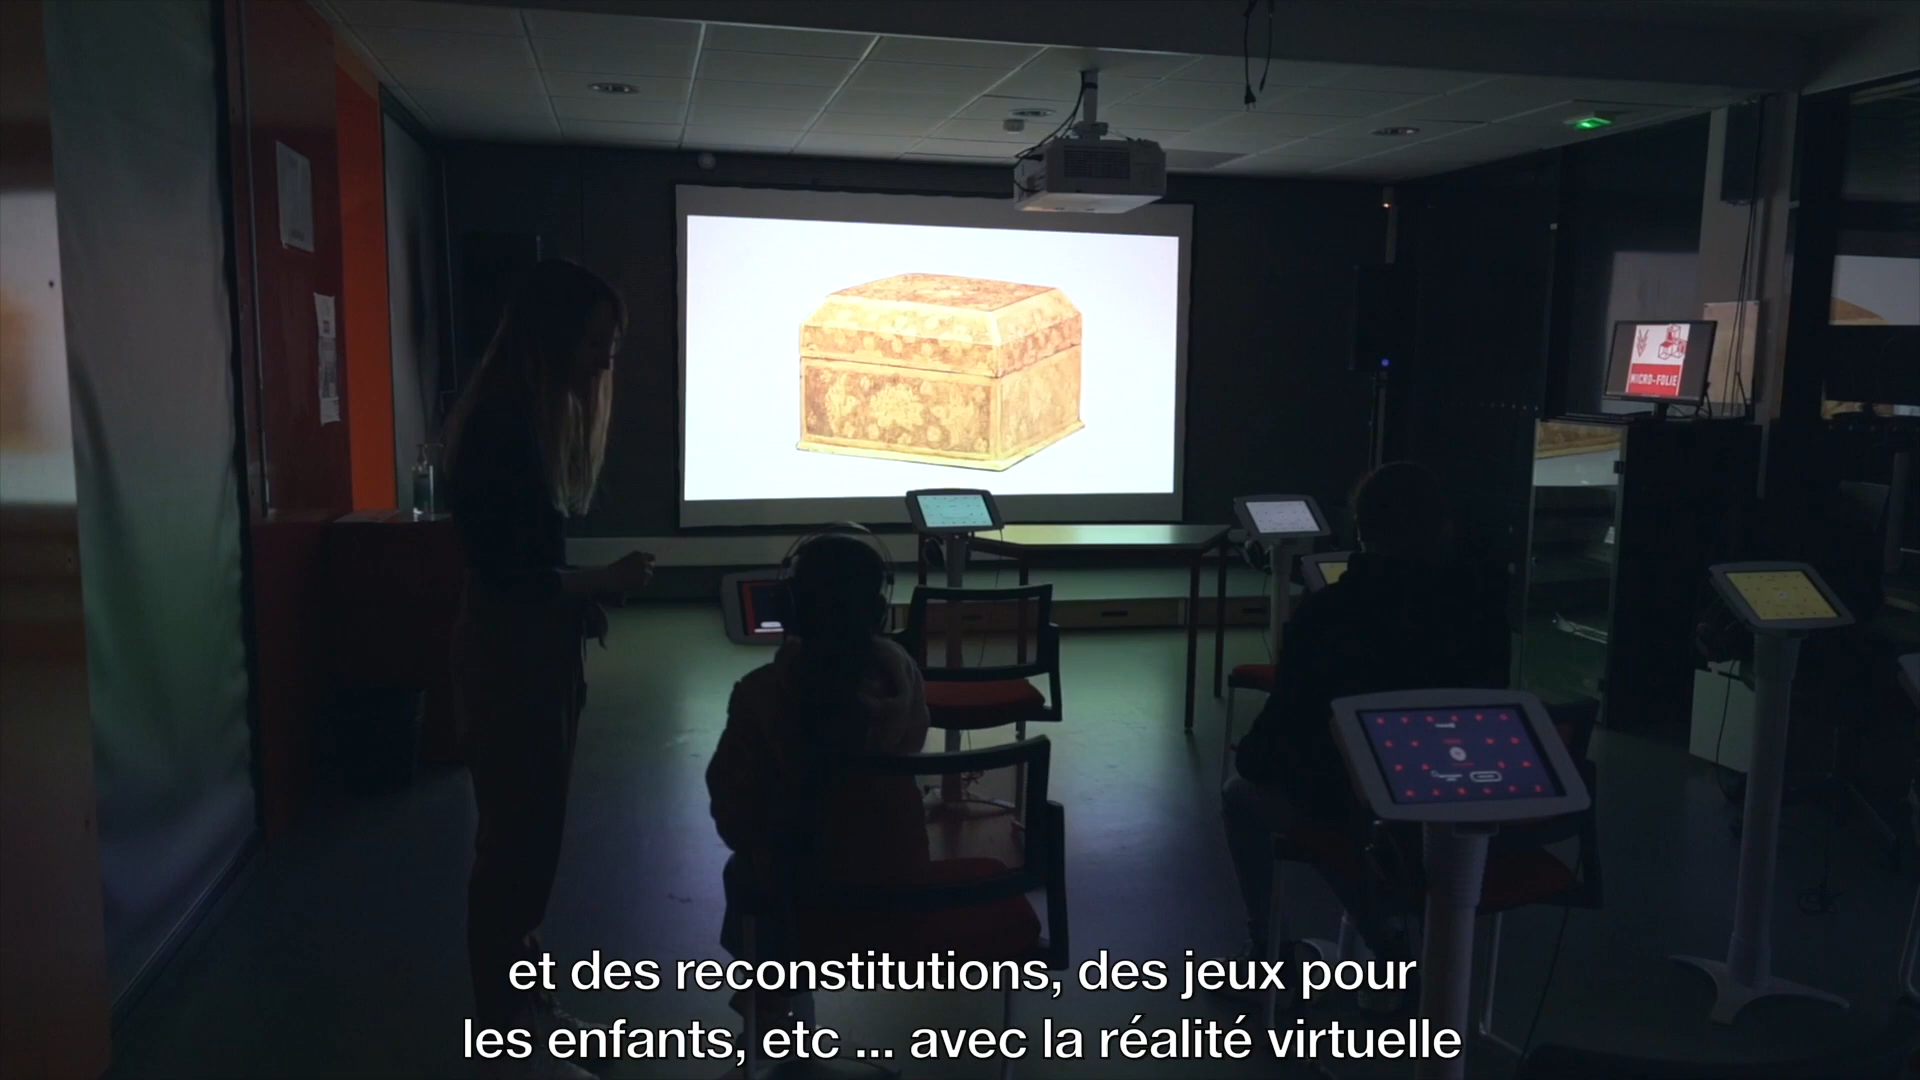 MICRO-FOLIE
et des reconstitutions, des jeux pour
les enfants, etc ... avec la réalité virtuelle